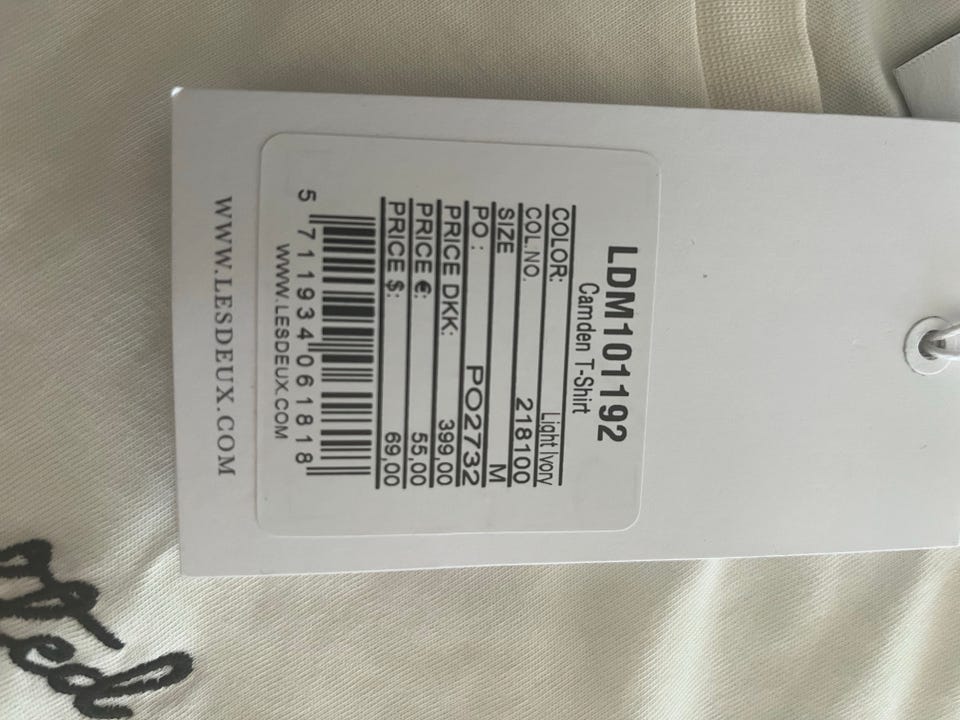 LDM101192
Camden T-Shirt
COLOR: Light Ivory
COL.NO. 218100
SIZE M
PO: PO2732
PRICE DKK: 399,00
PRICE €: 55,00
PRICE $: 69,00
5 711934 061818
WWW.LESDEUX.COM
WWW.LESDEUX.COM